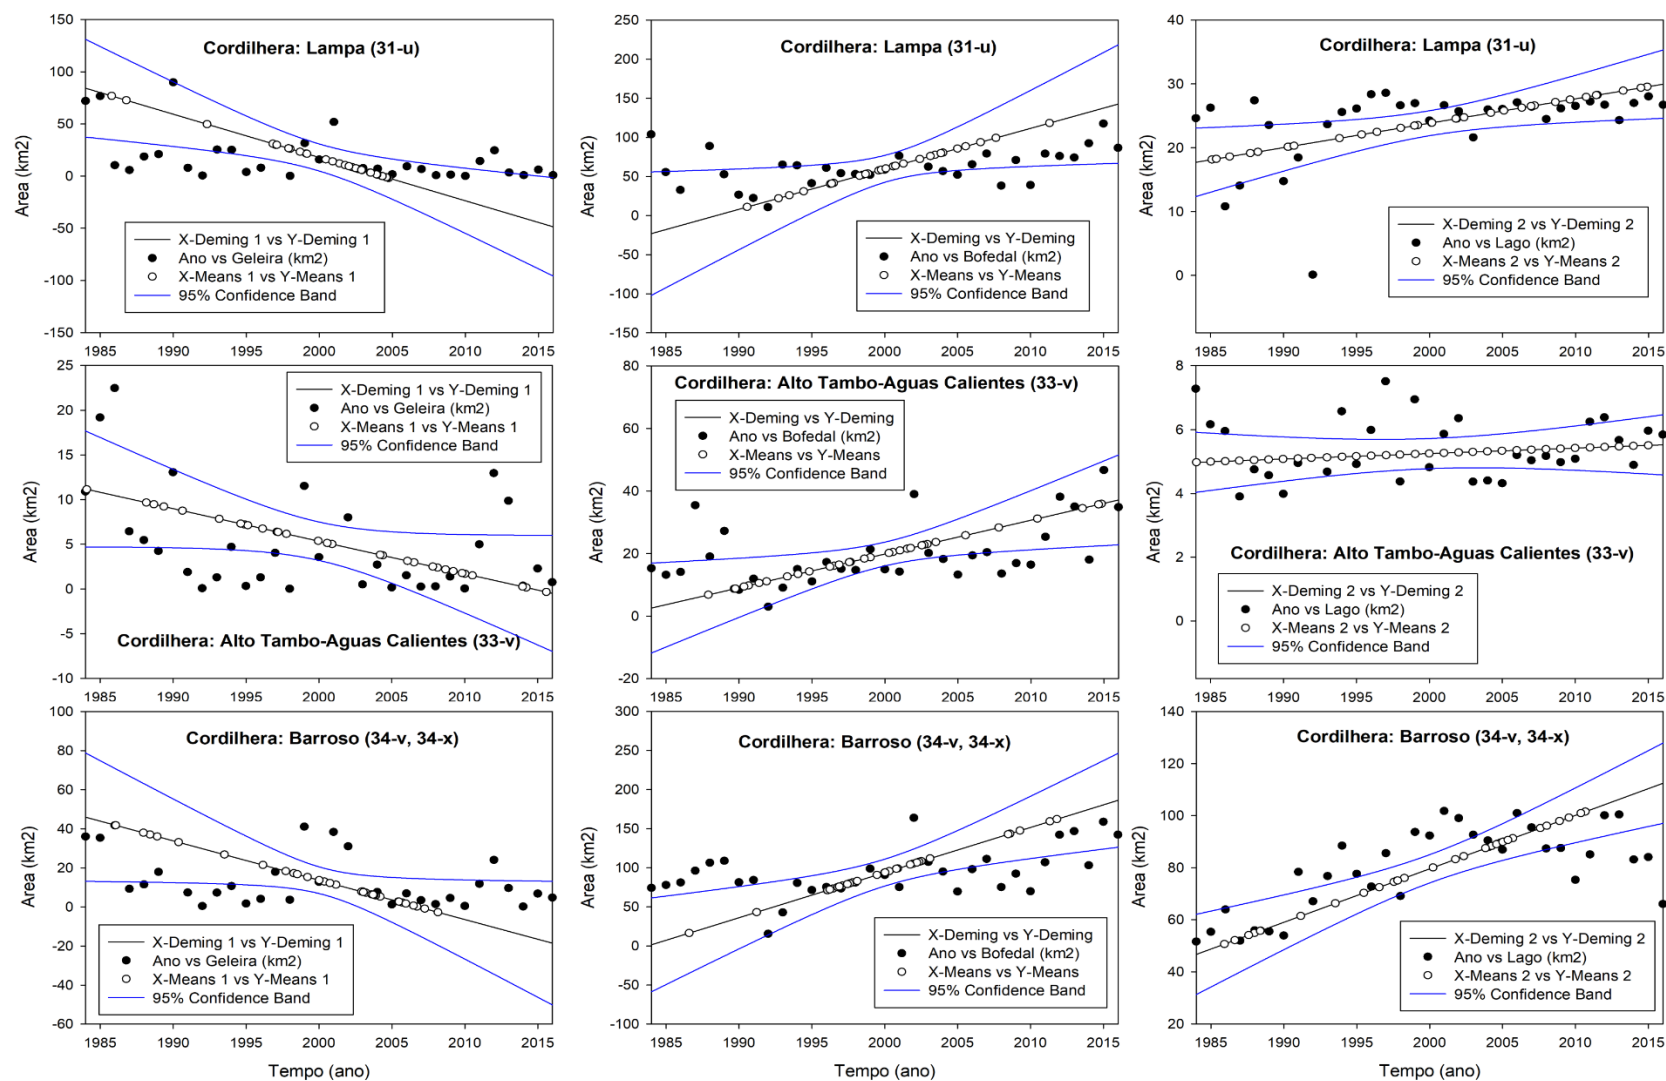 Cordilhera: Lampa (31-u)
Area (km2)
150
100
50
0
-50
-100
-150
X-Deming 1 vs Y-Deming 1
Ano vs Geleira (km2)
X-Means 1 vs Y-Means 1
95% Confidence Band
1985 1990 1995 2000 2005 2010 2015
Cordilhera: Lampa (31-u)
Area (km2)
250
200
150
100
50
0
-50
-100
-150
X-Deming vs Y-Deming
Ano vs Bofedal (km2)
X-Means vs Y-Means
95% Confidence Band
1985 1990 1995 2000 2005 2010 2015
Cordilhera: Lampa (31-u)
Area (km2)
40
30
20
10
0
X-Deming 2 vs Y-Deming 2
Ano vs Lago (km2)
X-Means 2 vs Y-Means 2
95% Confidence Band
1985 1990 1995 2000 2005 2010 2015
Area (km2)
25
20
15
10
5
0
-5
-10
X-Deming 1 vs Y-Deming 1
Ano vs Geleira (km2)
X-Means 1 vs Y-Means 1
95% Confidence Band
Cordilhera: Alto Tambo-Aguas Calientes (33-v)
1985 1990 1995 2000 2005 2010 2015
Cordilhera: Alto Tambo-Aguas Calientes (33-v)
Area (km2)
80
60
40
20
0
-20
X-Deming vs Y-Deming
Ano vs Bofedal (km2)
X-Means vs Y-Means
95% Confidence Band
1985 1990 1995 2000 2005 2010 2015
Area (km2)
8
6
4
2
0
Cordilhera: Alto Tambo-Aguas Calientes (33-v)
X-Deming 2 vs Y-Deming 2
Ano vs Lago (km2)
X-Means 2 vs Y-Means 2
95% Confidence Band
1985 1990 1995 2000 2005 2010 2015
Cordilhera: Barroso (34-v, 34-x)
Area (km2)
100
80
60
40
20
0
-20
-40
-60
X-Deming 1 vs Y-Deming 1
Ano vs Geleira (km2)
X-Means 1 vs Y-Means 1
95% Confidence Band
1985 1990 1995 2000 2005 2010 2015
Tempo (ano)
Cordilhera: Barroso (34-v, 34-x)
Area (km2)
300
250
200
150
100
50
0
-50
-100
X-Deming vs Y-Deming
Ano vs Bofedal (km2)
X-Means vs Y-Means
95% Confidence Band
1985 1990 1995 2000 2005 2010 2015
Tempo (ano)
Cordilhera: Barroso (34-v, 34-x)
Area (km2)
140
120
100
80
60
40
20
X-Deming 2 vs Y-Deming 2
Ano vs Lago (km2)
X-Means 2 vs Y-Means 2
95% Confidence Band
1985 1990 1995 2000 2005 2010 2015
Tempo (ano)